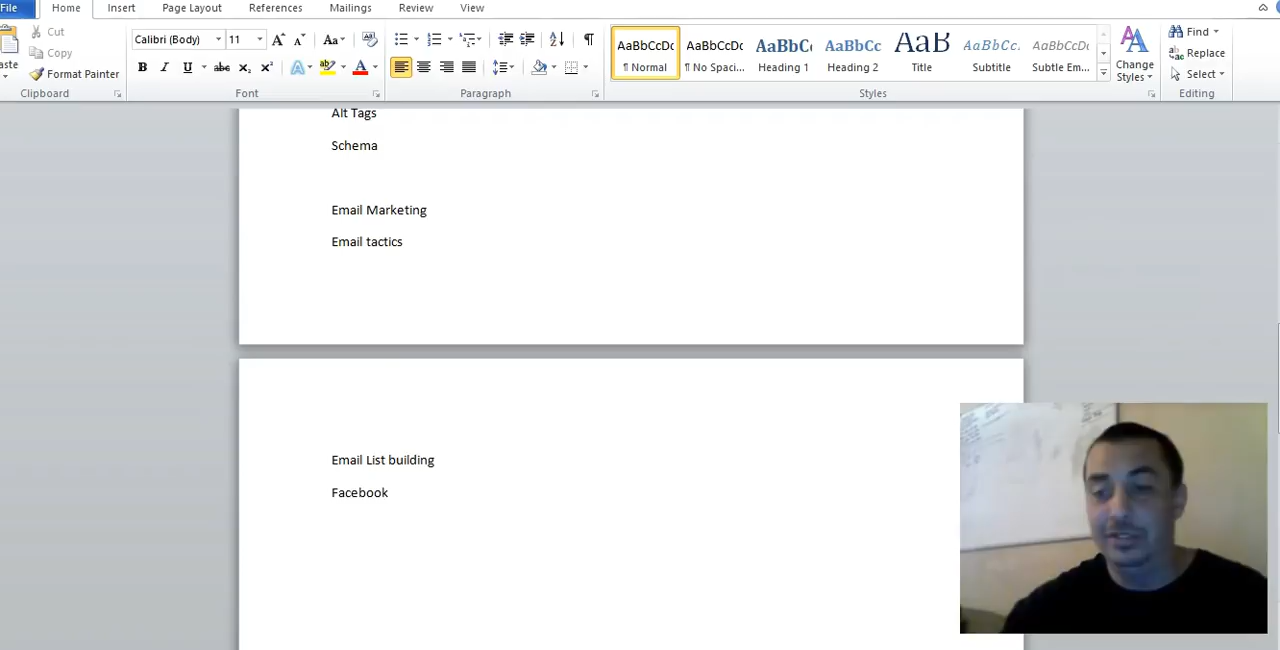 File Home Insert Page Layout References Mailings Review View
Cut
Copy
Format Painter
Clipboard
Calibri (Body) 11
Font
Paragraph
AaBbCcDc AaBbCcDc AaBbC AaBbCc AaB AaBbCc. AaBbCcDc
¶ Normal ¶ No Spaci... Heading 1 Heading 2 Title Subtitle Subtle Em...
Styles
Change
Styles
Find
Replace
Select
Editing
Alt Tags
Schema
Email Marketing
Email tactics
Email List building
Facebook